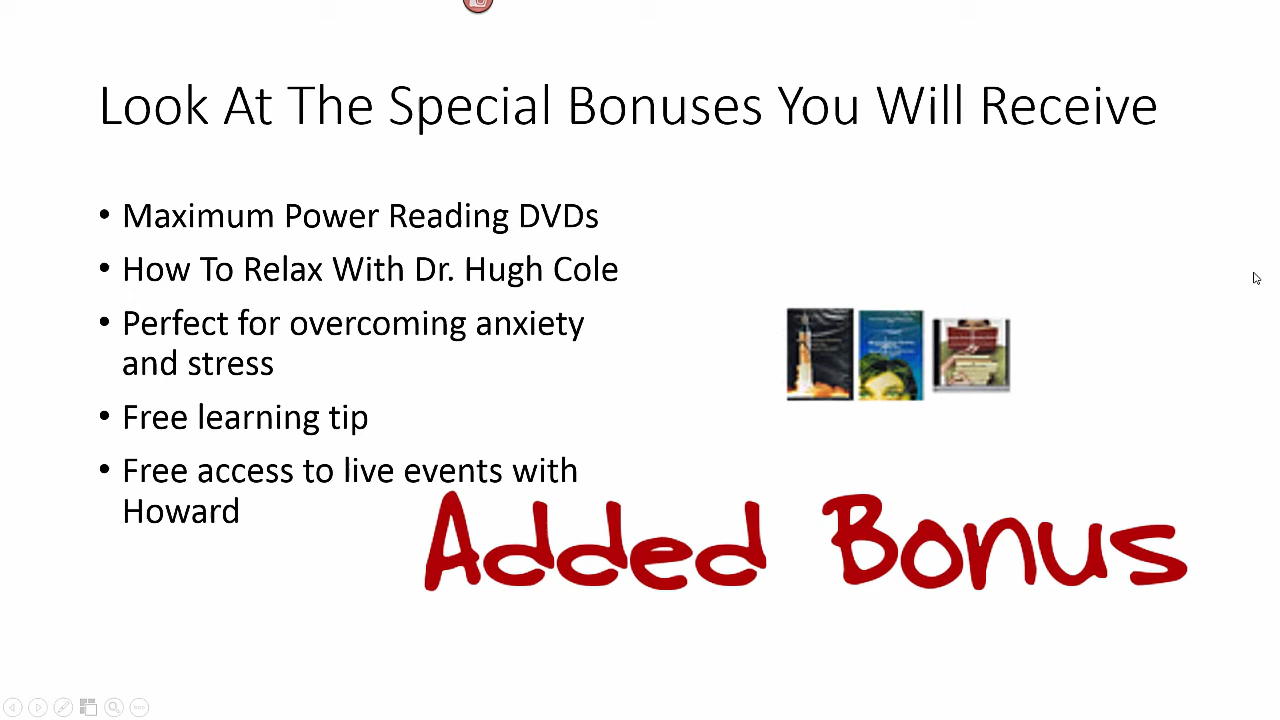 Look At The Special Bonuses You Will Receive
• Maximum Power Reading DVDs
• How To Relax With Dr. Hugh Cole
• Perfect for overcoming anxiety
and stress
• Free learning tip
• Free access to live events with
Howard
Added Bonus